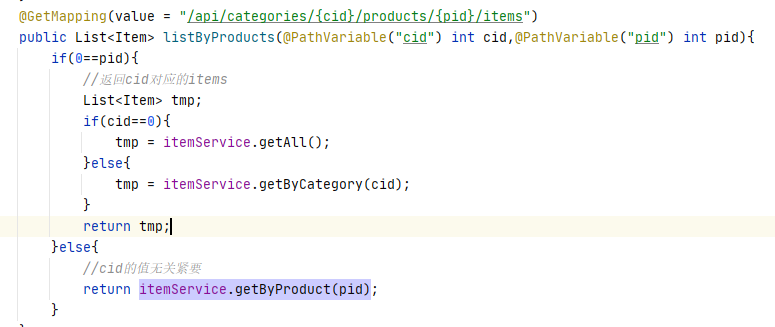 @GetMapping(value = "/api/categories/{cid}/products/{pid}/items")
public List<Item> listByProducts(@PathVariable("cid") int cid,@PathVariable("pid") int pid){
if(0==pid){
//返回cid对应的items
List<Item> tmp;
if(cid==0){
tmp = itemService.getAll();
}else{
tmp = itemService.getByCategory(cid);
}
return tmp;
}else{
//cid的值无关紧要
return itemService.getByProduct(pid);
}